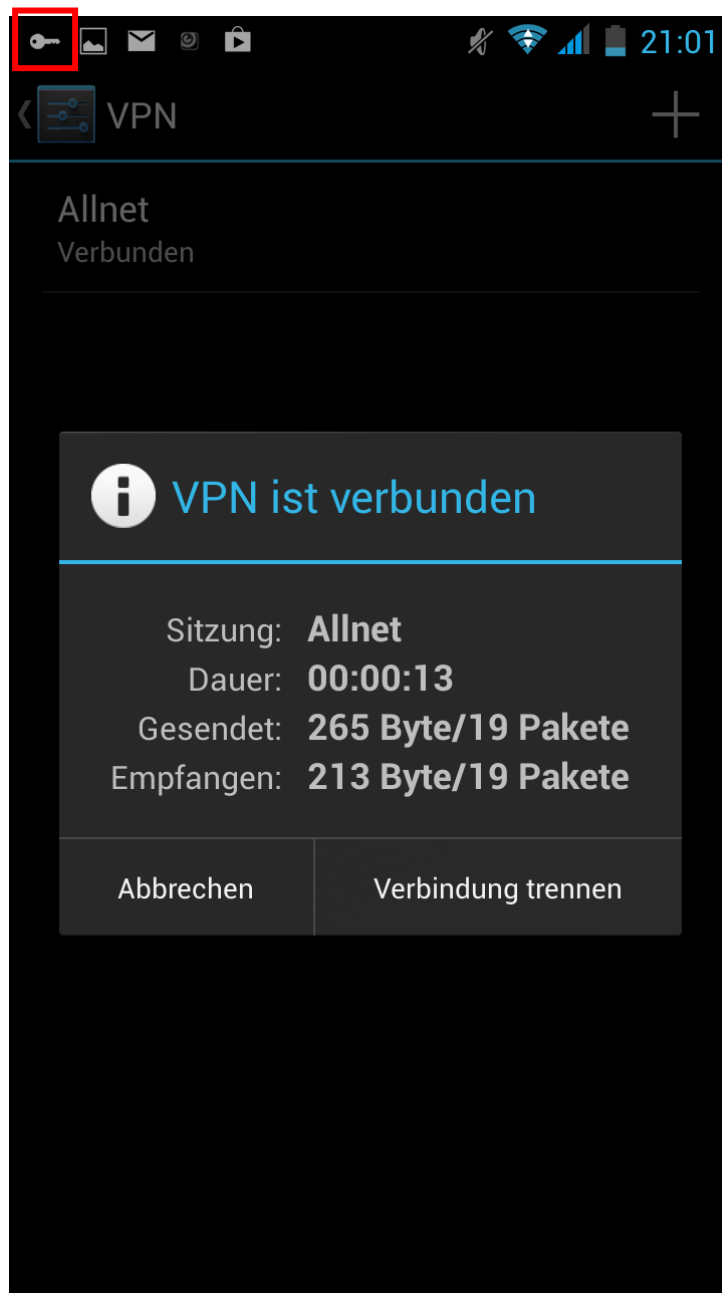 21:01
VPN
Allnet
Verbunden
VPN ist verbunden
Sitzung: Allnet
Dauer: 00:00:13
Gesendet: 265 Byte/19 Pakete
Empfangen: 213 Byte/19 Pakete
Abbrechen Verbindung trennen